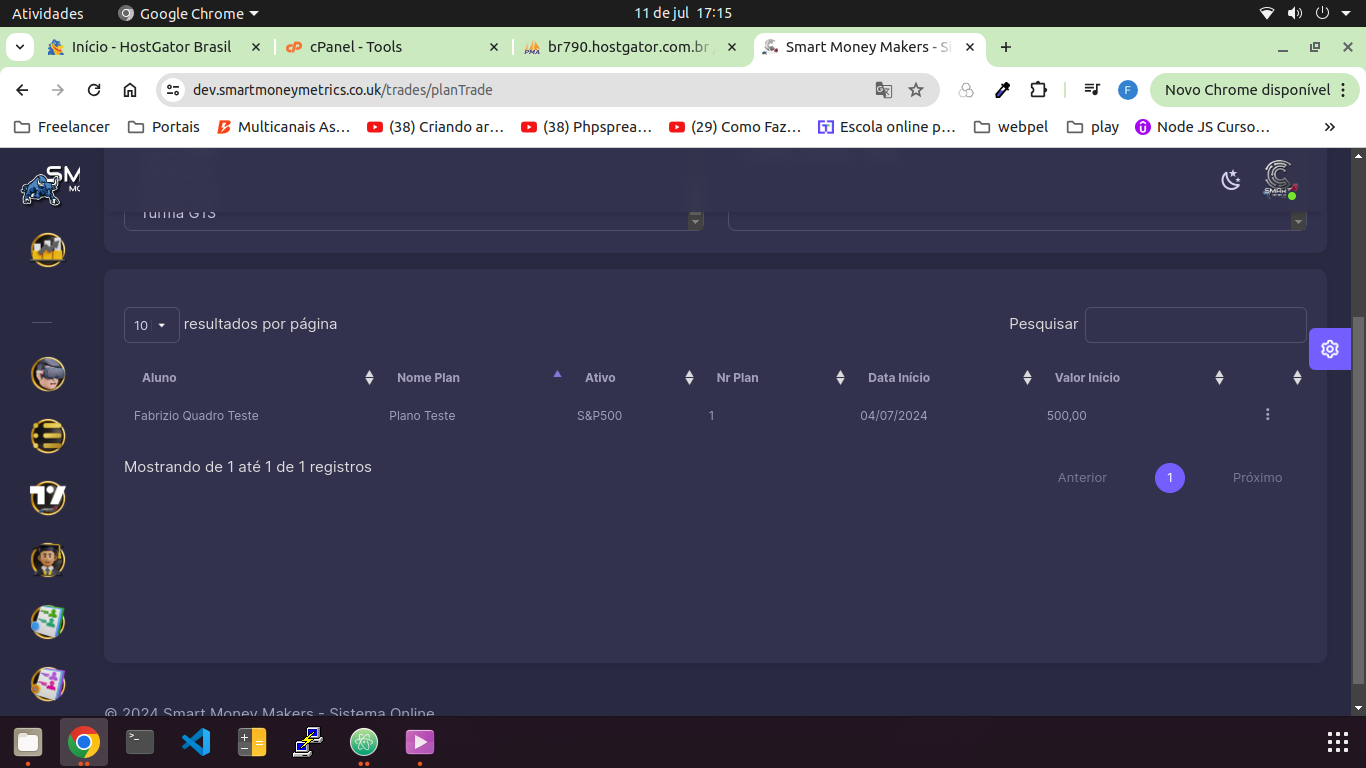 Atividades Google Chrome 11 de jul 17:15
Início - HostGator Brasil cPanel - Tools br790.hostgator.com.br Smart Money Makers - Si
dev.smartmoneymetrics.co.uk/trades/planTrade F Novo Chrome disponível
Freelancer Portais Multicanais As… (38) Criando ar… (38) Phpsprea… (29) Como Faz… Escola online p… webpel play Node JS Curso… »
SM
MO
Turma G13
10 resultados por página Pesquisar
Aluno Nome Plan Ativo Nr Plan Data Início Valor Início
Fabrizio Quadro Teste Plano Teste S&P500 1 04/07/2024 500,00
Mostrando de 1 até 1 de 1 registros
Anterior 1 Próximo
© 2024 Smart Money Makers - Sistema Online